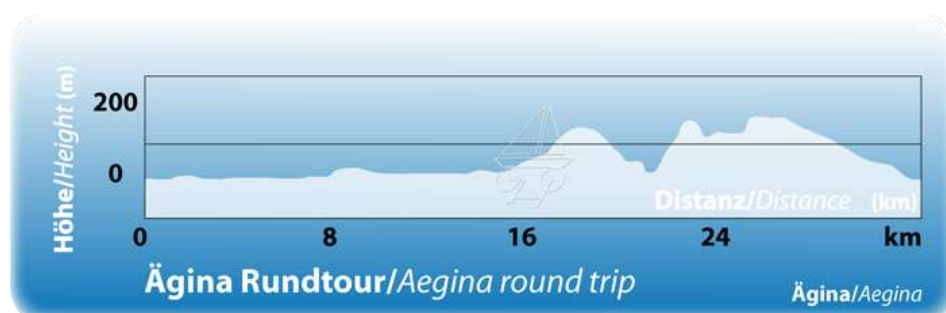 Höhe/Height (m)
200
0
Distanz/Distance (km)
0 8 16 24 km
Ägina Rundtour/Aegina round trip
Ägina/Aegina